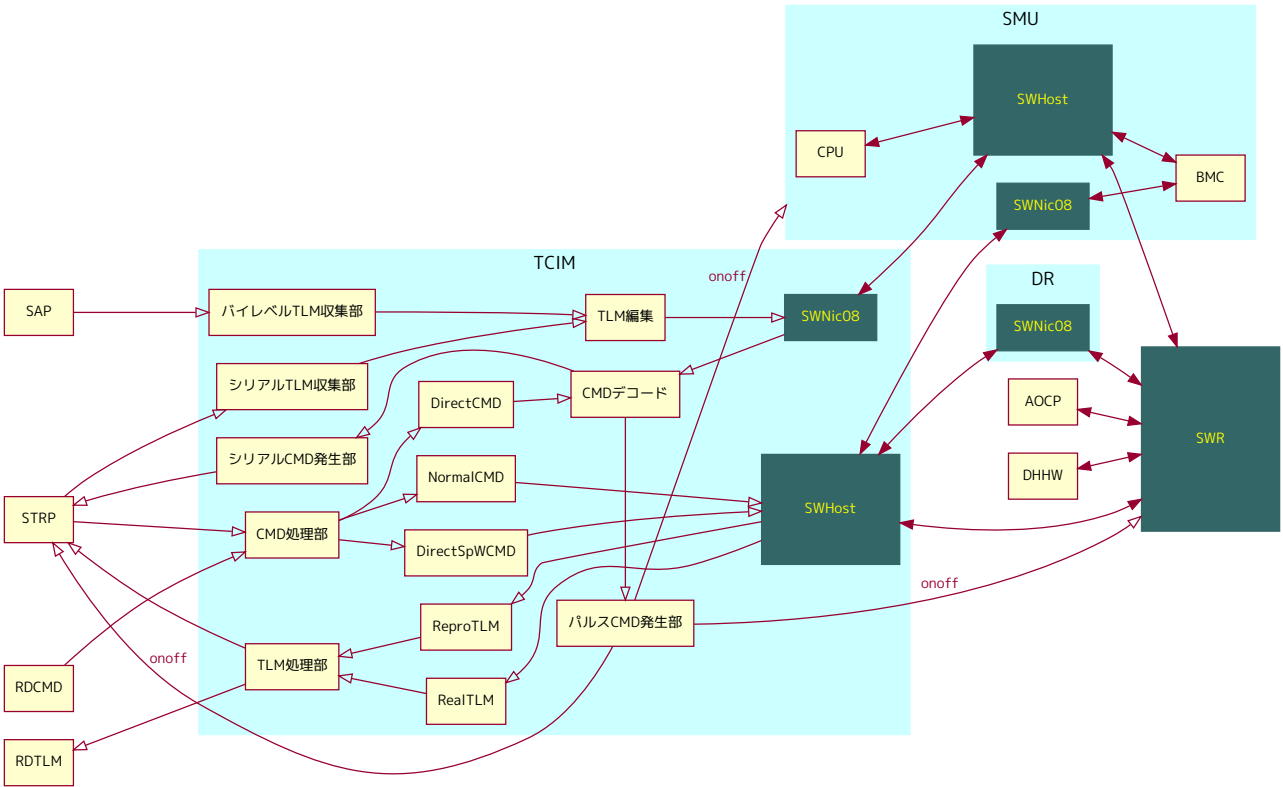 SMU
SWHost
CPU
BMC
SWNic08
TCIM
DR
onoff
SAP
バイレベルTLM収集部
TLM編集
SWNic08
SWNic08
シリアルTLM収集部
CMDデコード
DirectCMD
AOCP
SWR
シリアルCMD発生部
NormalCMD
DHHW
SWHost
STRP
CMD処理部
DirectSpWCMD
onoff
ReproTLM
パルスCMD発生部
onoff
TLM処理部
RDCMD
RealTLM
RDTLM